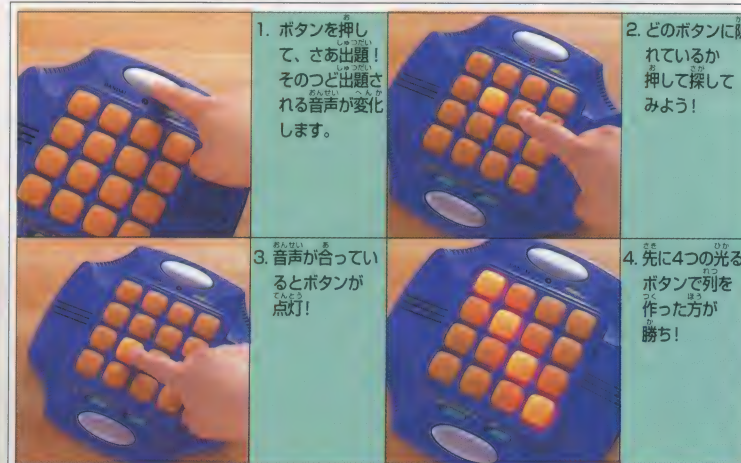 1. ボタンを押し
て、さあ出題！
そのつど出題さ
れる音声が変化
します。
2. どのボタンに
れているか
押して探して
みよう！
3. 音声が合ってい
るとボタンが
点灯！
4. 先に4つの光る
ボタンで列を
作った方が
勝ち！